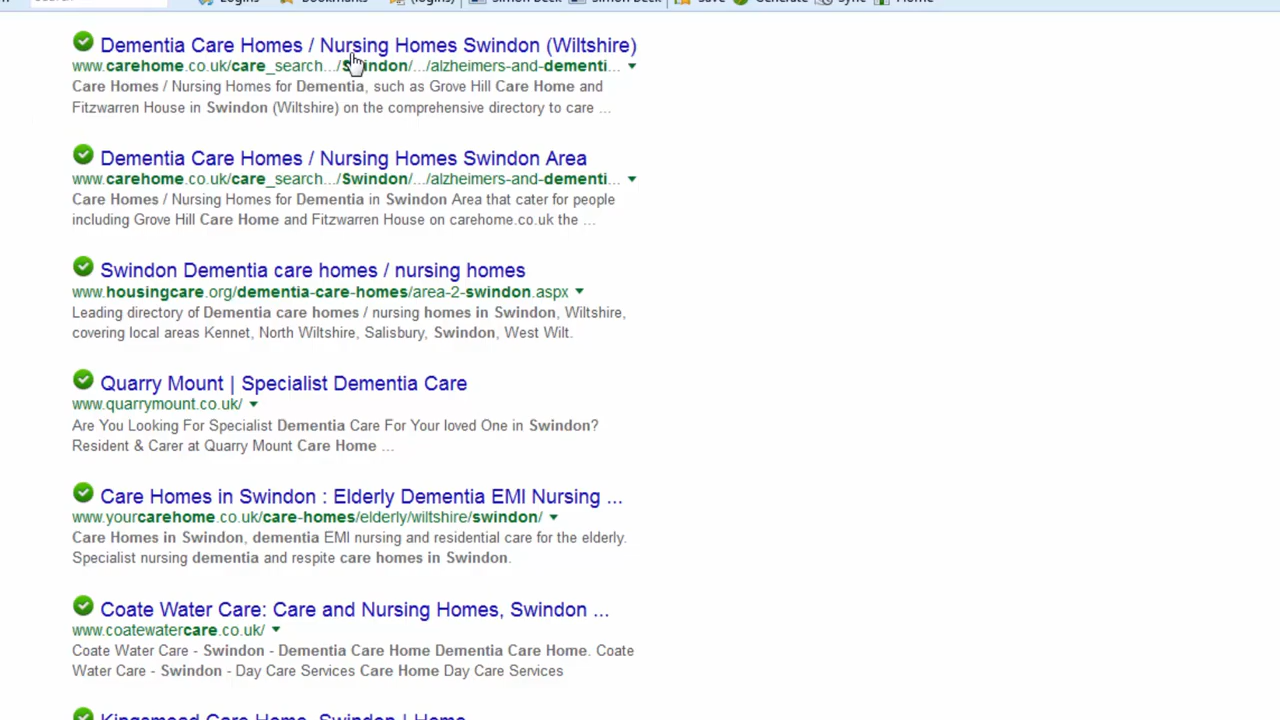 Dementia Care Homes / Nursing Homes Swindon (Wiltshire)
www.carehome.co.uk/care_search.../Swindon/.../alzheimers-and-dementi...
Care Homes / Nursing Homes for Dementia, such as Grove Hill Care Home and
Fitzwarren House in Swindon (Wiltshire) on the comprehensive directory to care ...
Dementia Care Homes / Nursing Homes Swindon Area
www.carehome.co.uk/care_search.../Swindon/.../alzheimers-and-dementi...
Care Homes / Nursing Homes for Dementia in Swindon Area that cater for people
including Grove Hill Care Home and Fitzwarren House on carehome.co.uk the ...
Swindon Dementia care homes / nursing homes
www.housingcare.org/dementia-care-homes/area-2-swindon.aspx
Leading directory of Dementia care homes / nursing homes in Swindon, Wiltshire,
covering local areas Kennet, North Wiltshire, Salisbury, Swindon, West Wilt.
Quarry Mount | Specialist Dementia Care
www.quarrymount.co.uk/
Are You Looking For Specialist Dementia Care For Your loved One in Swindon?
Resident & Carer at Quarry Mount Care Home ...
Care Homes in Swindon : Elderly Dementia EMI Nursing ...
www.yourcarehome.co.uk/care-homes/elderly/wiltshire/swindon/
Care Homes in Swindon, dementia EMI nursing and residential care for the elderly.
Specialist nursing dementia and respite care homes in Swindon.
Coate Water Care: Care and Nursing Homes, Swindon ...
www.coatewatercare.co.uk/
Coate Water Care - Swindon - Dementia Care Home Dementia Care Home. Coate
Water Care - Swindon - Day Care Services Care Home Day Care Services
Kingsmead Care Home, Swindon | Home